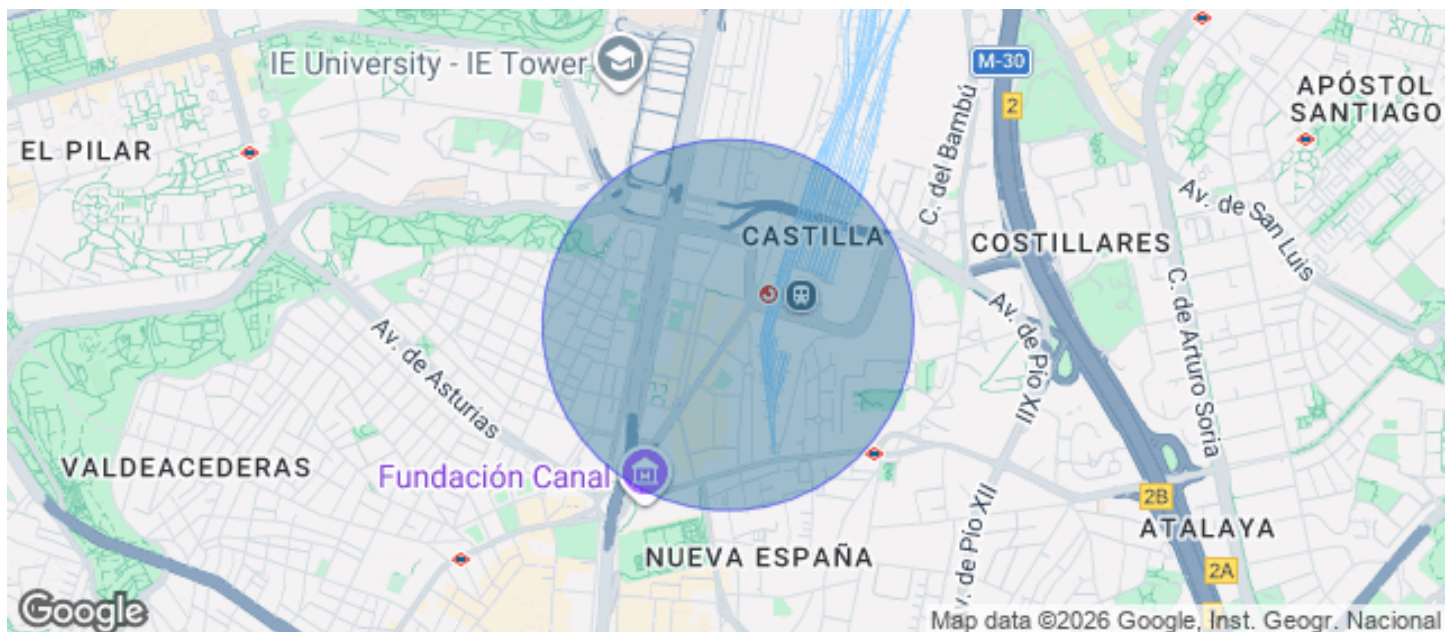 IE University - IE Tower
M-30
2
C. del Bambú
APÓSTOL
SANTIAGO
EL PILAR
Av. de San Luis
CASTILLA
COSTILLARES
Av. de Pío XII
C. de Arturo Soria
Av. de Asturias
VALDEACEDERAS
Fundación Canal
2B
ATALAYA
Av. de Pío XII
NUEVA ESPAÑA
2A
Google
Map data ©2026 Google, Inst. Geogr. Nacional